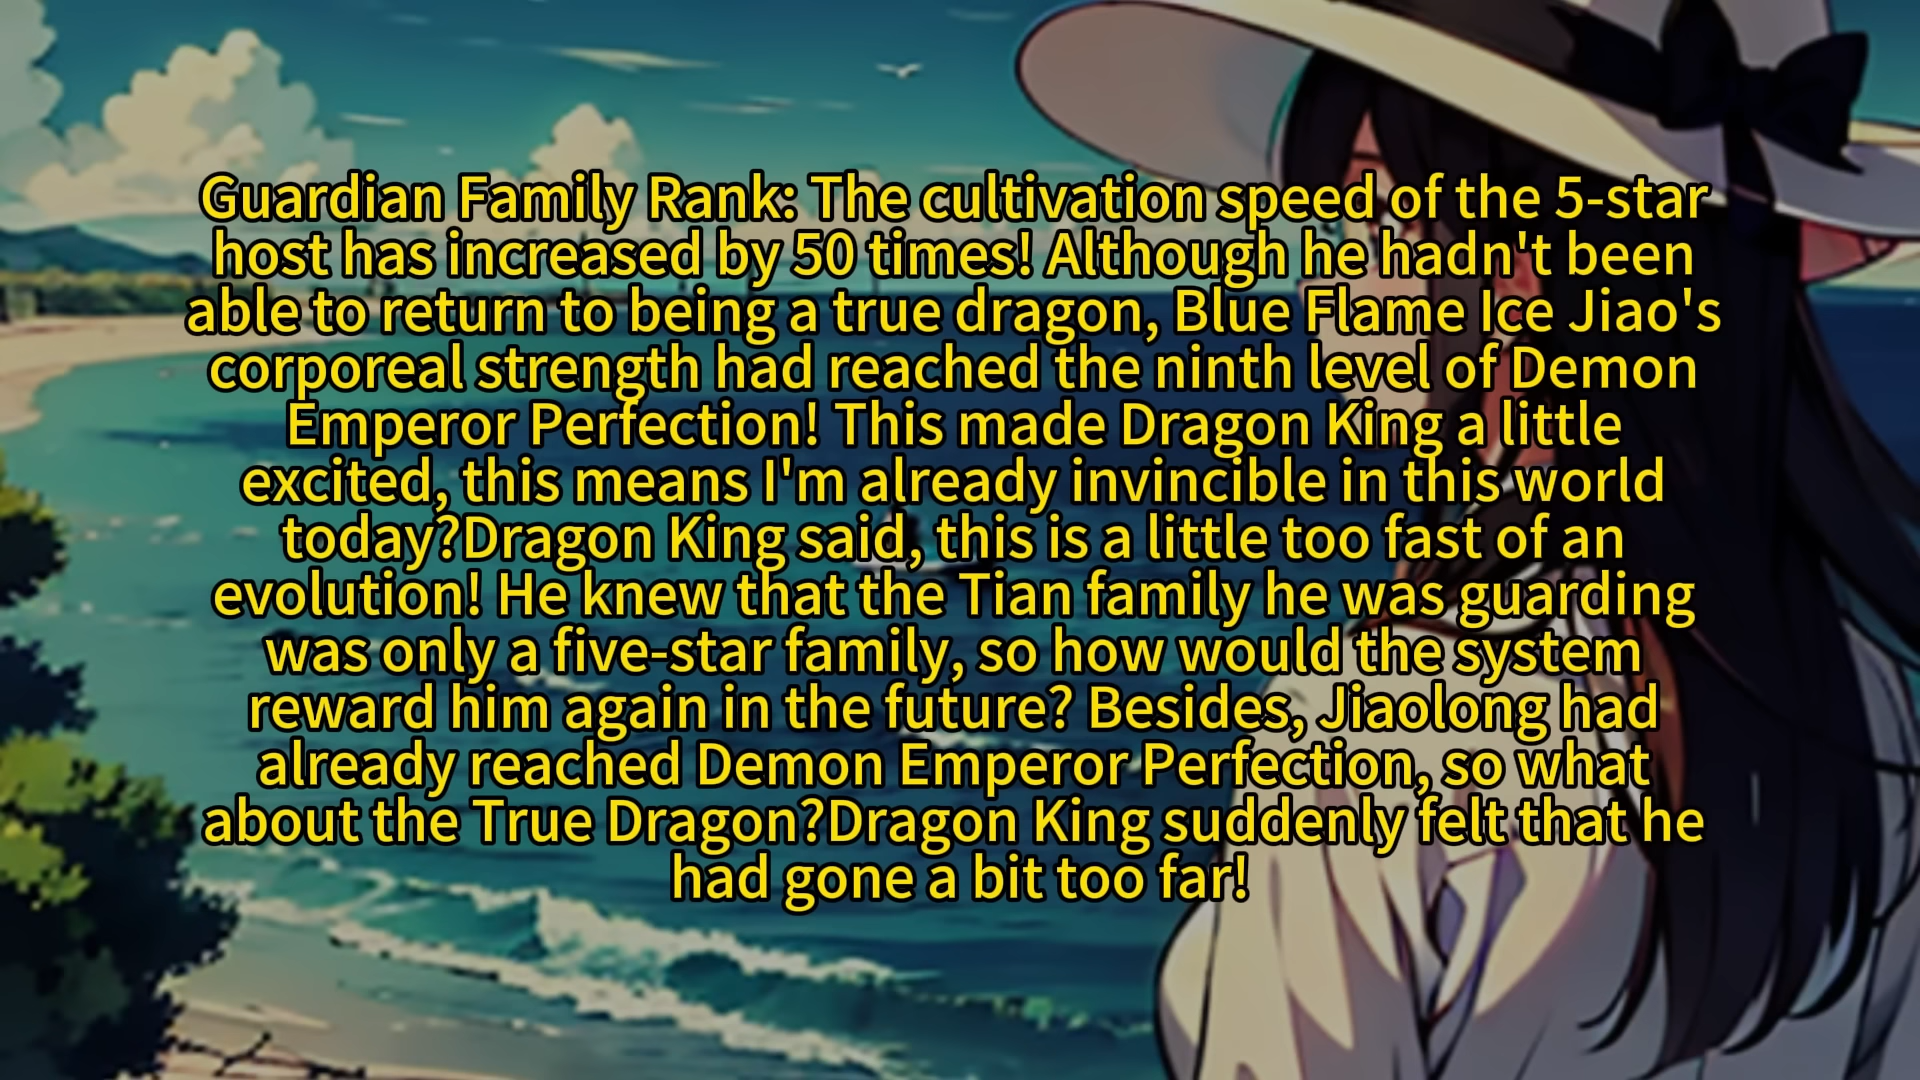 Guardian Family Rank: The cultivation speed of the 5-star
host has increased by 50 times! Although he hadn't been
able to return to being a true dragon, Blue Flame Ice Jiao's
corporeal strength had reached the ninth level of Demon
Emperor Perfection! This made Dragon King a little
excited, this means I'm already invincible in this world
today?Dragon King said, this is a little too fast of an
evolution! He knew that the Tian family he was guarding
was only a five-star family, so how would the system
reward him again in the future? Besides, Jiaolong had
already reached Demon Emperor Perfection, so what
about the True Dragon?Dragon King suddenly felt that he
had gone a bit too far!